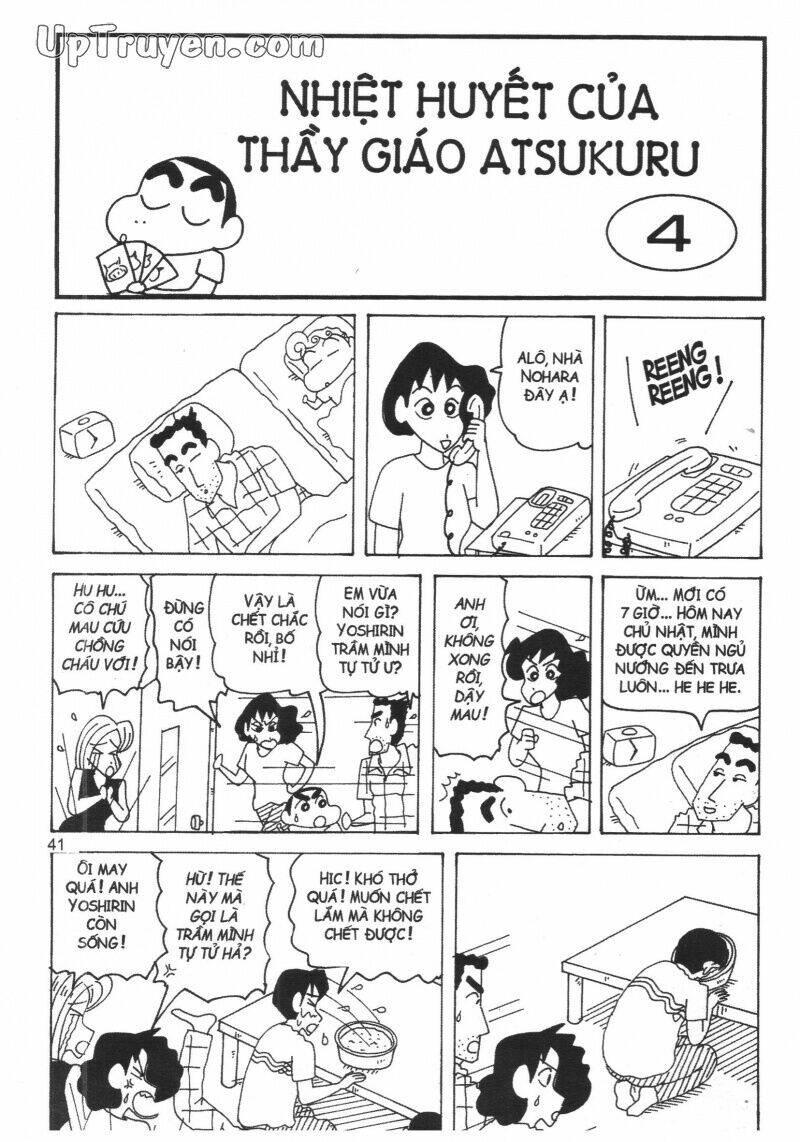 UpTruyen.com
NHIỆT HUYẾT CỦA
THẦY GIÁO ATSUKURU
4
REENG
REENG!
ALÔ, NHÀ
NOHARA
ĐÂY Ạ!
ỪM... MỚI CÓ
7 GIỜ... HÔM NAY
CHỦ NHẬT, MÌNH
ĐƯỢC QUYỀN NGỦ
NƯỚNG ĐẾN TRƯA
LUÔN... HE HE HE.
ANH
ƠI,
KHÔNG
XONG
RỒI,
DẬY
MAU!
EM VỪA
NÓI GÌ?
YOSHIRIN
TRẦM MÌNH
TỰ TỬ Ư?
VẬY LÀ
CHẾT CHẮC
RỒI, BỐ
NHỈ!
ĐỪNG
CÓ
NÓI
BẬY!
HU HU...
CÔ CHÚ
MAU CỨU
CHỒNG
CHÁU VỚI!
41
HIC! KHÓ THỞ
QUÁ! MUỐN CHẾT
LẮM MÀ KHÔNG
CHẾT ĐƯỢC!
HỪ! THẾ
NÀY MÀ
GỌI LÀ
TRẦM MÌNH
TỰ TỬ HẢ?
ÔI MAY
QUÁ! ANH
YOSHIRIN
CÒN
SỐNG!